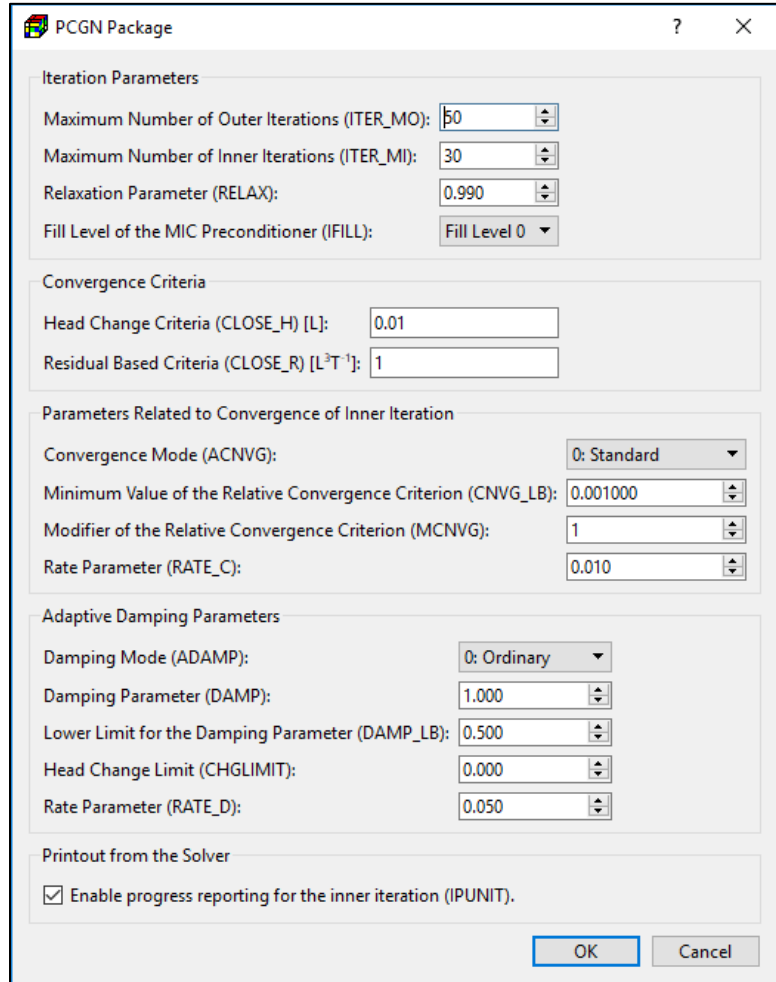 PCGN Package ? X
Iteration Parameters
Maximum Number of Outer Iterations (ITER_MO): 50
Maximum Number of Inner Iterations (ITER_MI): 30
Relaxation Parameter (RELAX): 0.990
Fill Level of the MIC Preconditioner (IFILL): Fill Level 0
Convergence Criteria
Head Change Criteria (CLOSE_H) [L]: 0.01
Residual Based Criteria (CLOSE_R) [L³T⁻¹]: 1
Parameters Related to Convergence of Inner Iteration
Convergence Mode (ACNVG): 0: Standard
Minimum Value of the Relative Convergence Criterion (CNVG_LB): 0.001000
Modifier of the Relative Convergence Criterion (MCNVG): 1
Rate Parameter (RATE_C): 0.010
Adaptive Damping Parameters
Damping Mode (ADAMP): 0: Ordinary
Damping Parameter (DAMP): 1.000
Lower Limit for the Damping Parameter (DAMP_LB): 0.500
Head Change Limit (CHGLIMIT): 0.000
Rate Parameter (RATE_D): 0.050
Printout from the Solver
Enable progress reporting for the inner iteration (IPUNIT).
OK Cancel